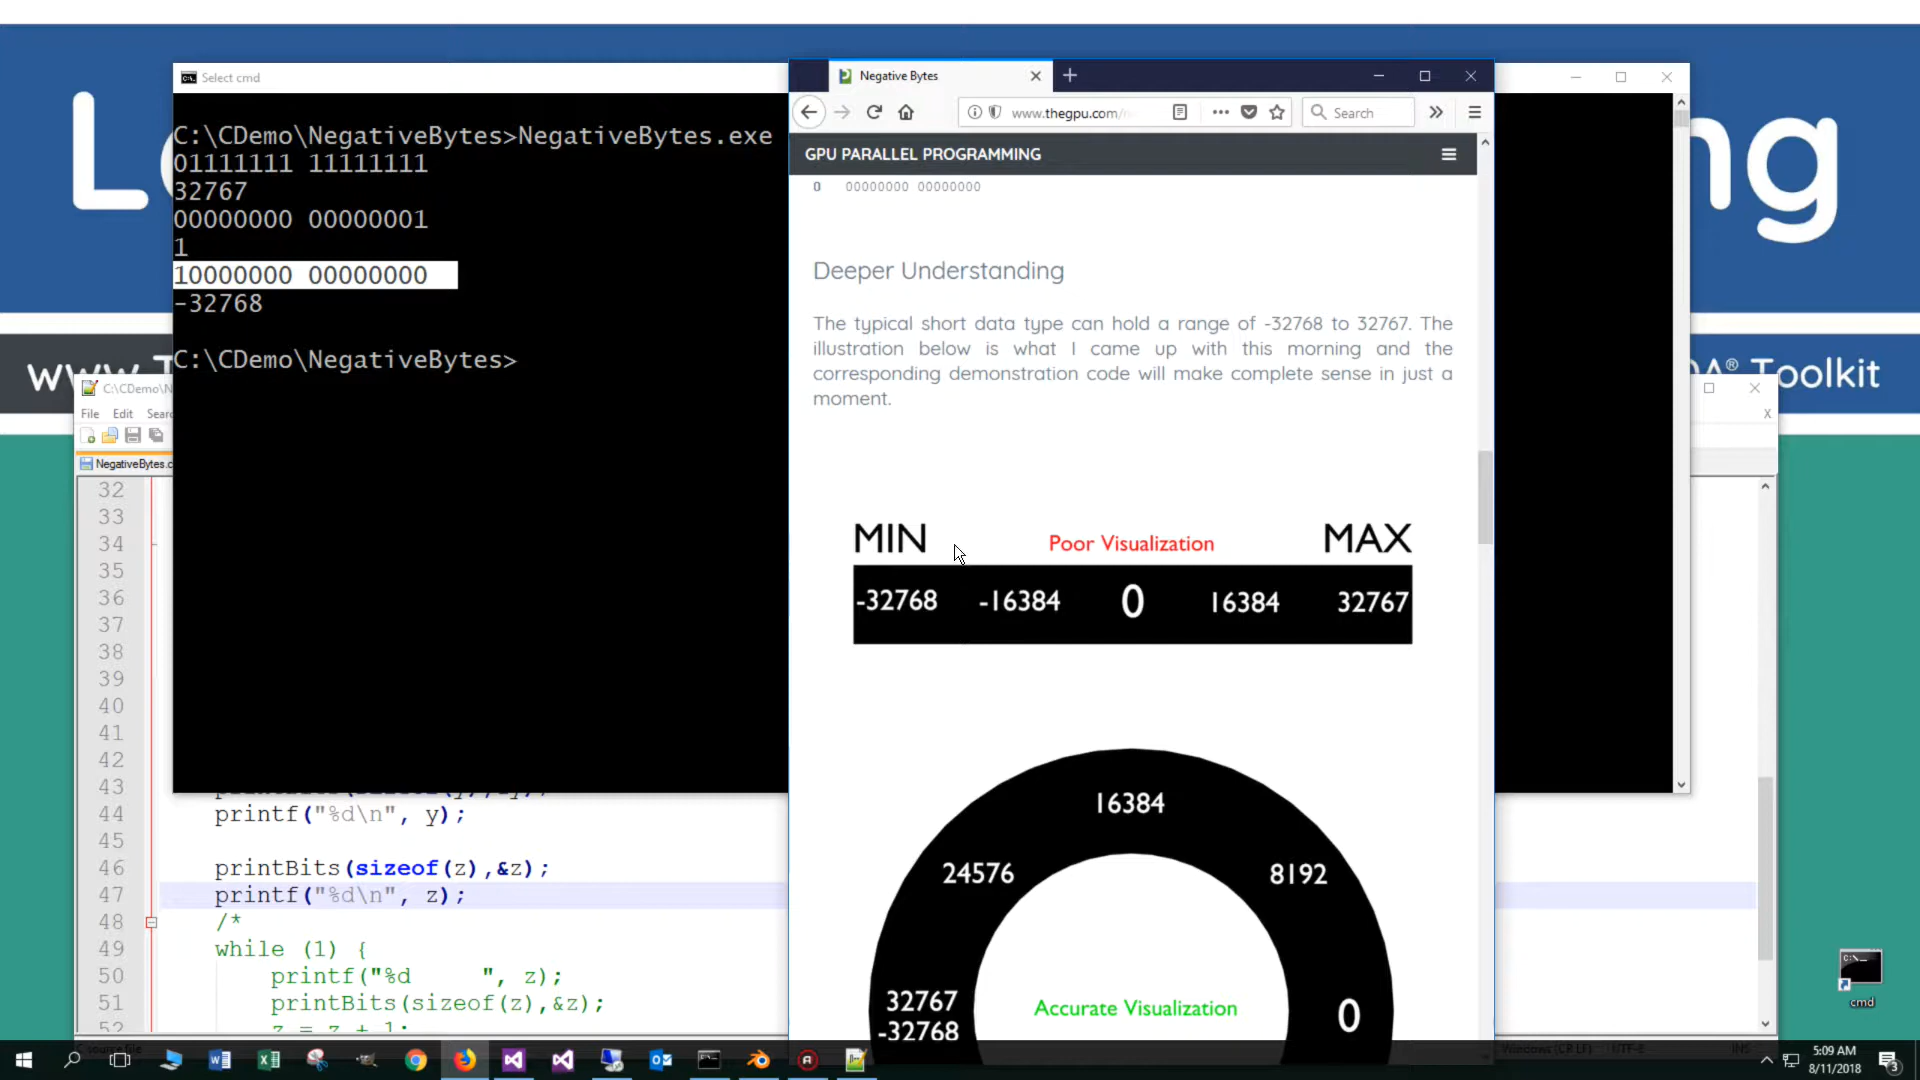 Select cmd
C:\CDemo\NegativeBytes>NegativeBytes.exe
01111111 11111111
32767
00000000 00000001
1
10000000 00000000
-32768
C:\CDemo\NegativeBytes>
Negative Bytes
www.thegpu.com/
Search
GPU PARALLEL PROGRAMMING
0 00000000 00000000
Deeper Understanding
The typical short data type can hold a range of -32768 to 32767. The
illustration below is what I came up with this morning and the
corresponding demonstration code will make complete sense in just a
moment.
MIN Poor Visualization MAX
-32768 -16384 0 16384 32767
16384
24576 8192
32767
-32768
Accurate Visualization
0
ng
Toolkit
C:\CDemo\N
File Edit Sear
NegativeBytes.c
32
33
34
35
36
37
38
39
40
41
42
43
44 printf("%d\n", y);
45
46 printBits(sizeof(z),&z);
47 printf("%d\n", z);
48 /*
49 while (1) {
50 printf("%d ", z);
51 printBits(sizeof(z),&z);
52 z = z + 1;
cmd
5:09 AM
8/11/2018
3